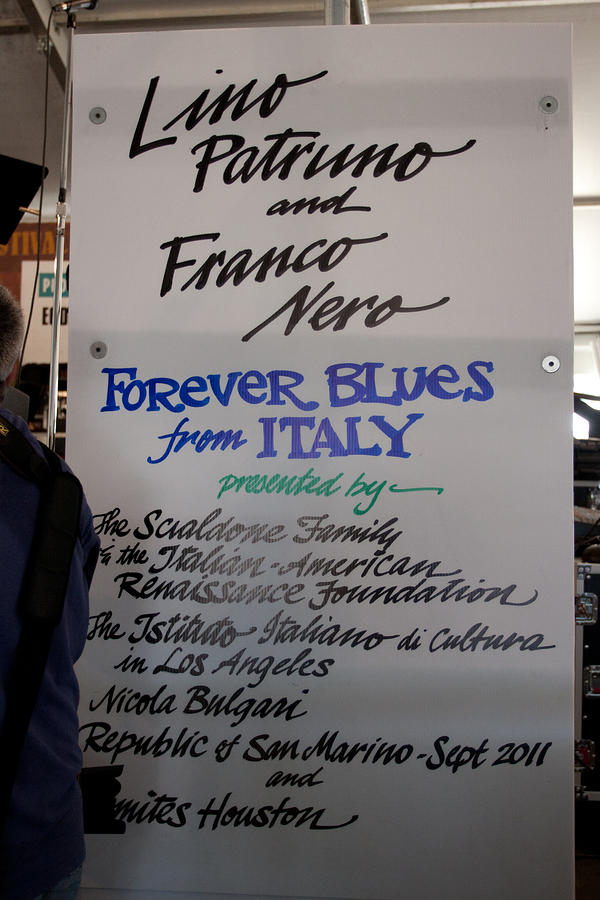 Lino
Patruno
and
Franco
Nero
FOREVER BLUES
from ITALY
presented by
The Scialdone Family
& the Italian-American
Renaissance Foundation
The Istituto Italiano di Cultura
in Los Angeles
Nicola Bulgari
Republic of San Marino - Sept 2011
and
Houston